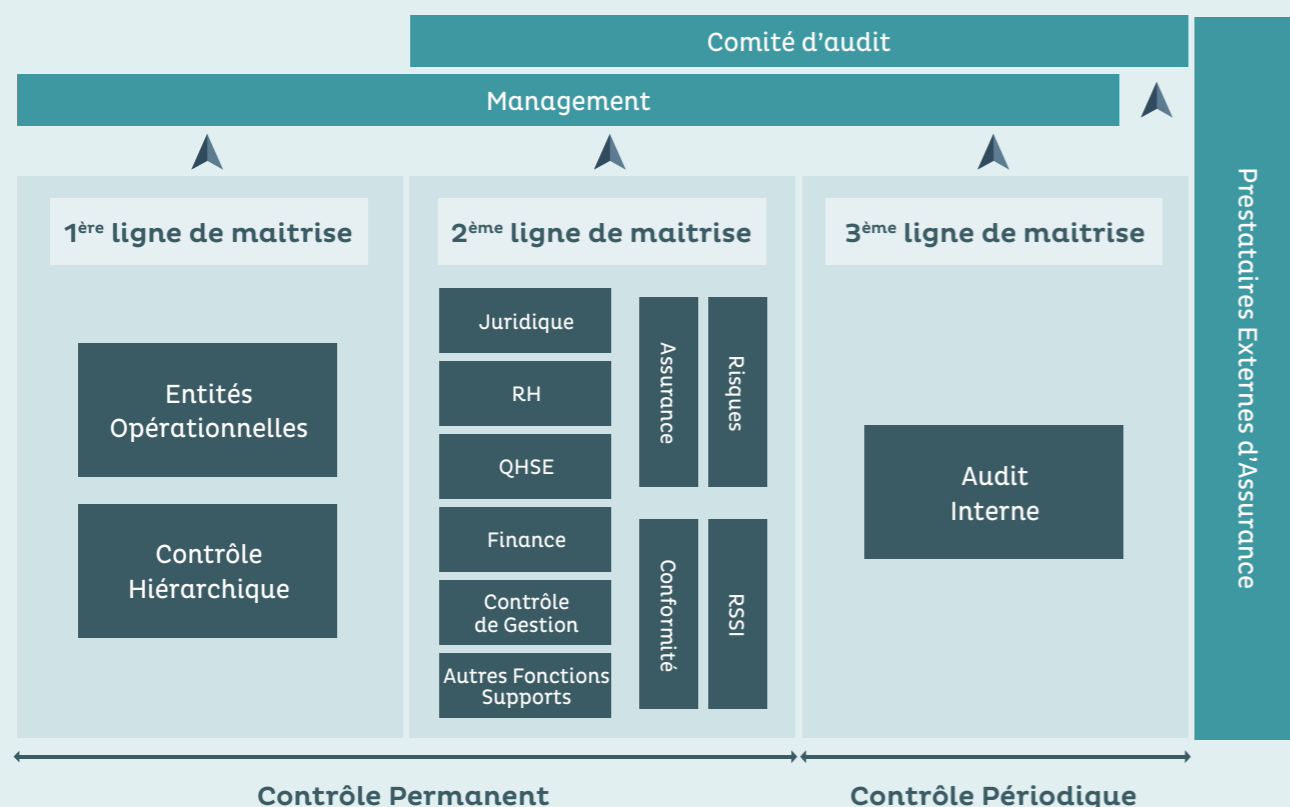 Comité d'audit
Management
1ère ligne de maitrise
2ème ligne de maitrise
3ème ligne de maitrise
Entités
Opérationnelles
Contrôle
Hiérarchique
Juridique
RH
QHSE
Finance
Contrôle
de Gestion
Autres Fonctions
Supports
Assurance
Risques
Conformité
RSSI
Audit
Interne
Prestataires Externes d'Assurance
Contrôle Permanent
Contrôle Périodique